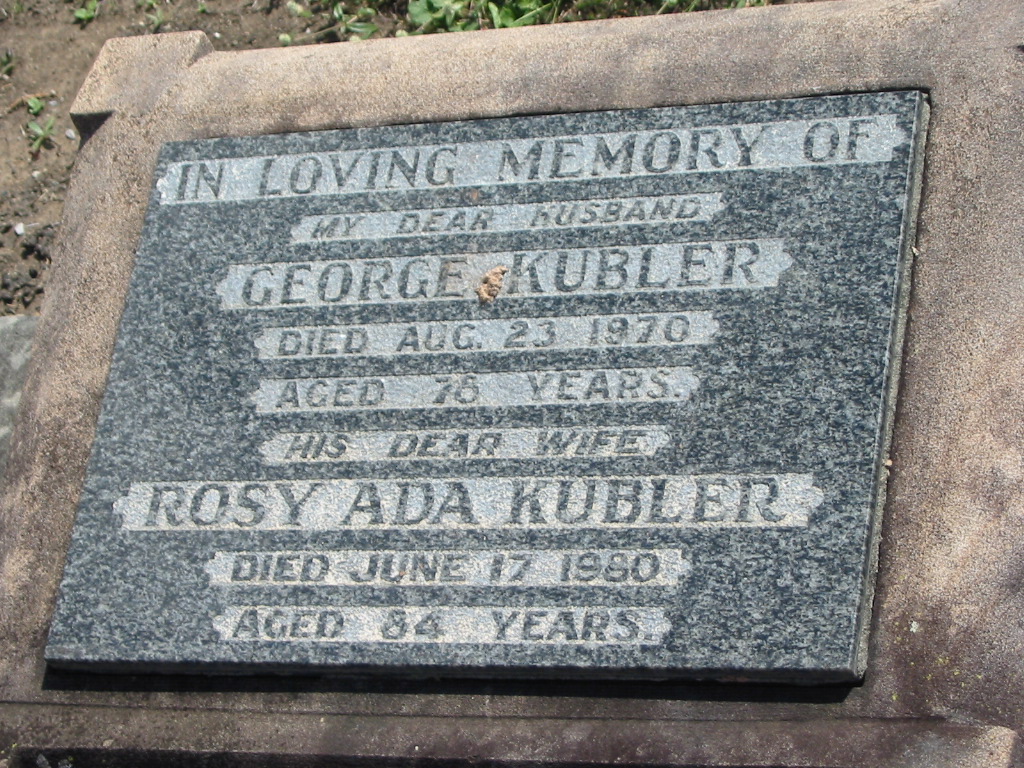 IN LOVING MEMORY OF
MY DEAR HUSBAND
GEORGE KUBLER
DIED AUG. 23 1970
AGED 78 YEARS.
HIS DEAR WIFE
ROSY ADA KUBLER
DIED JUNE 17 1980
AGED 84 YEARS.